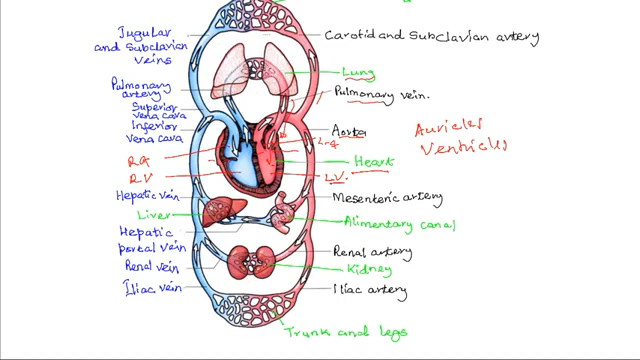 Jugular
and Subclavian
veins
Carotid and Subclavian artery
Lung
Pulmonary
artery
Pulmonary vein.
Superior
vena cava
Inferior
vena cava
Aorta
Auricles
Ventricles
RA
LA
Heart
RV
LV.
Hepatic vein
Mesenteric artery
Liver
Alimentary canal
Hepatic
portal vein
Renal artery
Renal vein
Kidney
Iliac vein
Iliac artery
Trunk and legs